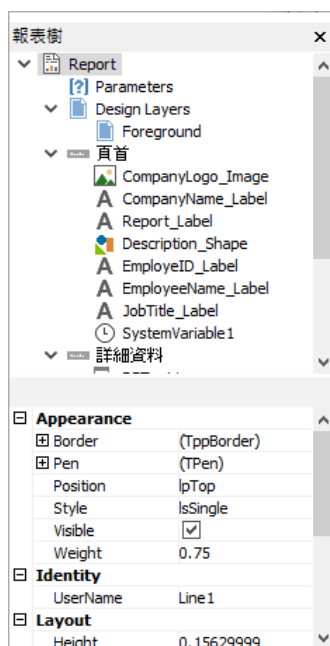 報表樹
Report
[?] Parameters
Design Layers
Foreground
頁首
CompanyLogo_Image
CompanyName_Label
Report_Label
Description_Shape
EmployeID_Label
EmployeeName_Label
JobTitle_Label
SystemVariable1
詳細資料
Appearance
Border (TppBorder)
Pen (TPen)
Position lpTop
Style lsSingle
Visible
Weight 0.75
Identity
UserName Line1
Layout
Height 0.15629999